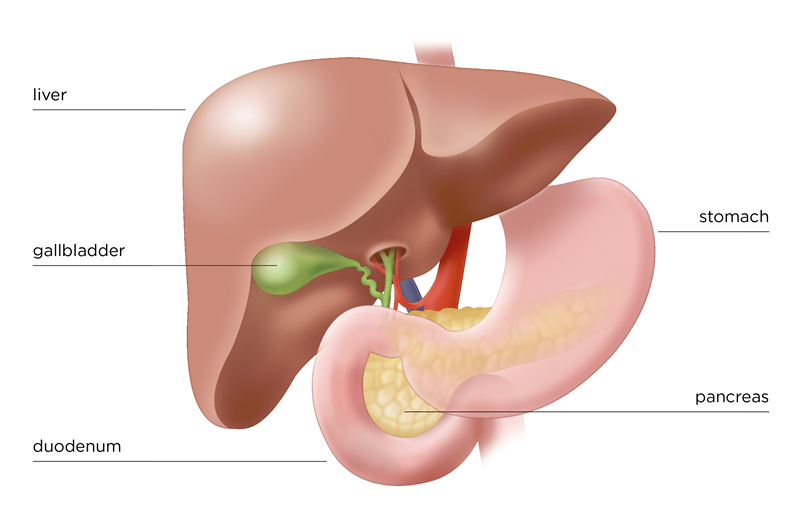 liver
stomach
gallbladder
pancreas
duodenum